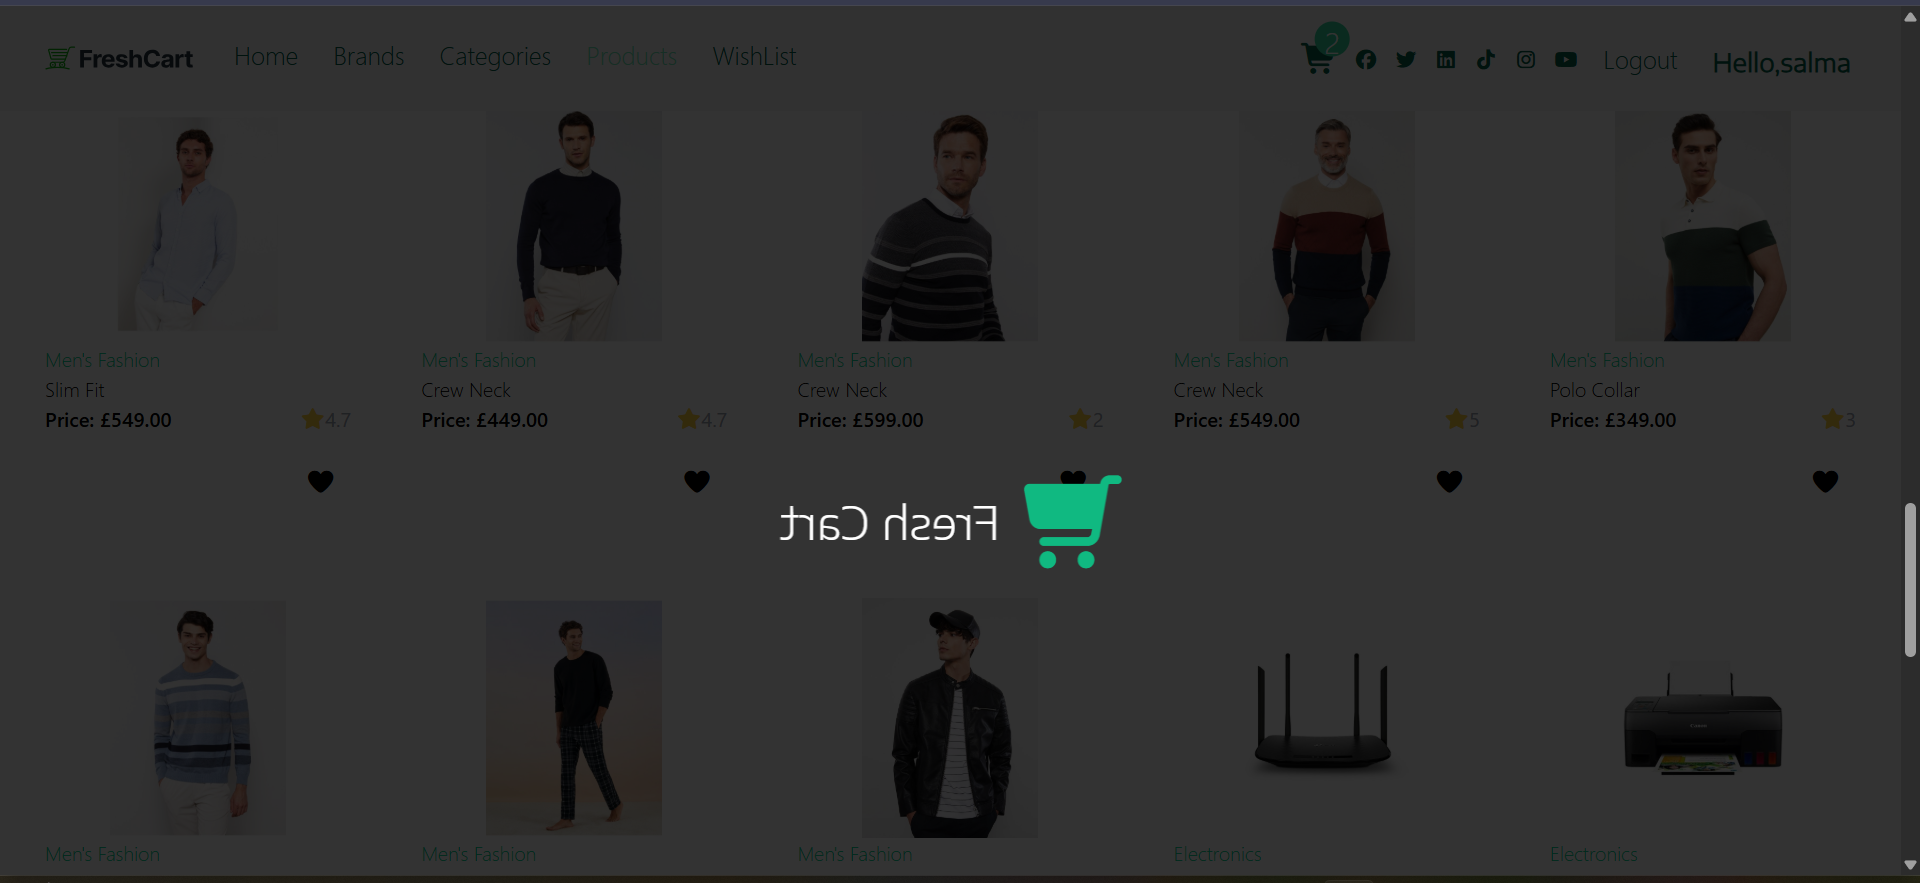 FreshCart Home Brands Categories Products WishList 2 Logout Hello,salma
Men's Fashion Men's Fashion Men's Fashion Men's Fashion Men's Fashion
Slim Fit Crew Neck Crew Neck Crew Neck Polo Collar
Price: £549.00 4.7 Price: £449.00 4.7 Price: £599.00 2 Price: £549.00 5 Price: £349.00 3
Fresh Cart
Canon
Men's Fashion Men's Fashion Men's Fashion Electronics Electronics